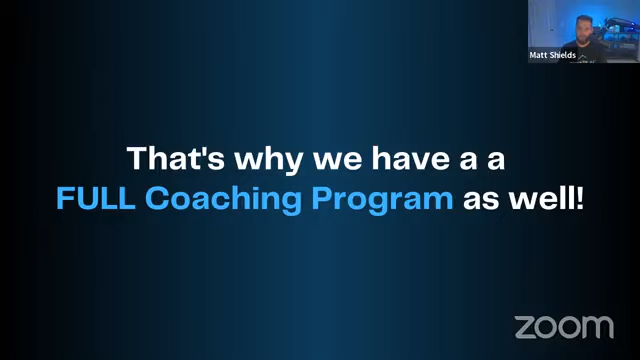 Matt Shields
That's why we have a a
FULL Coaching Program as well!
zoom